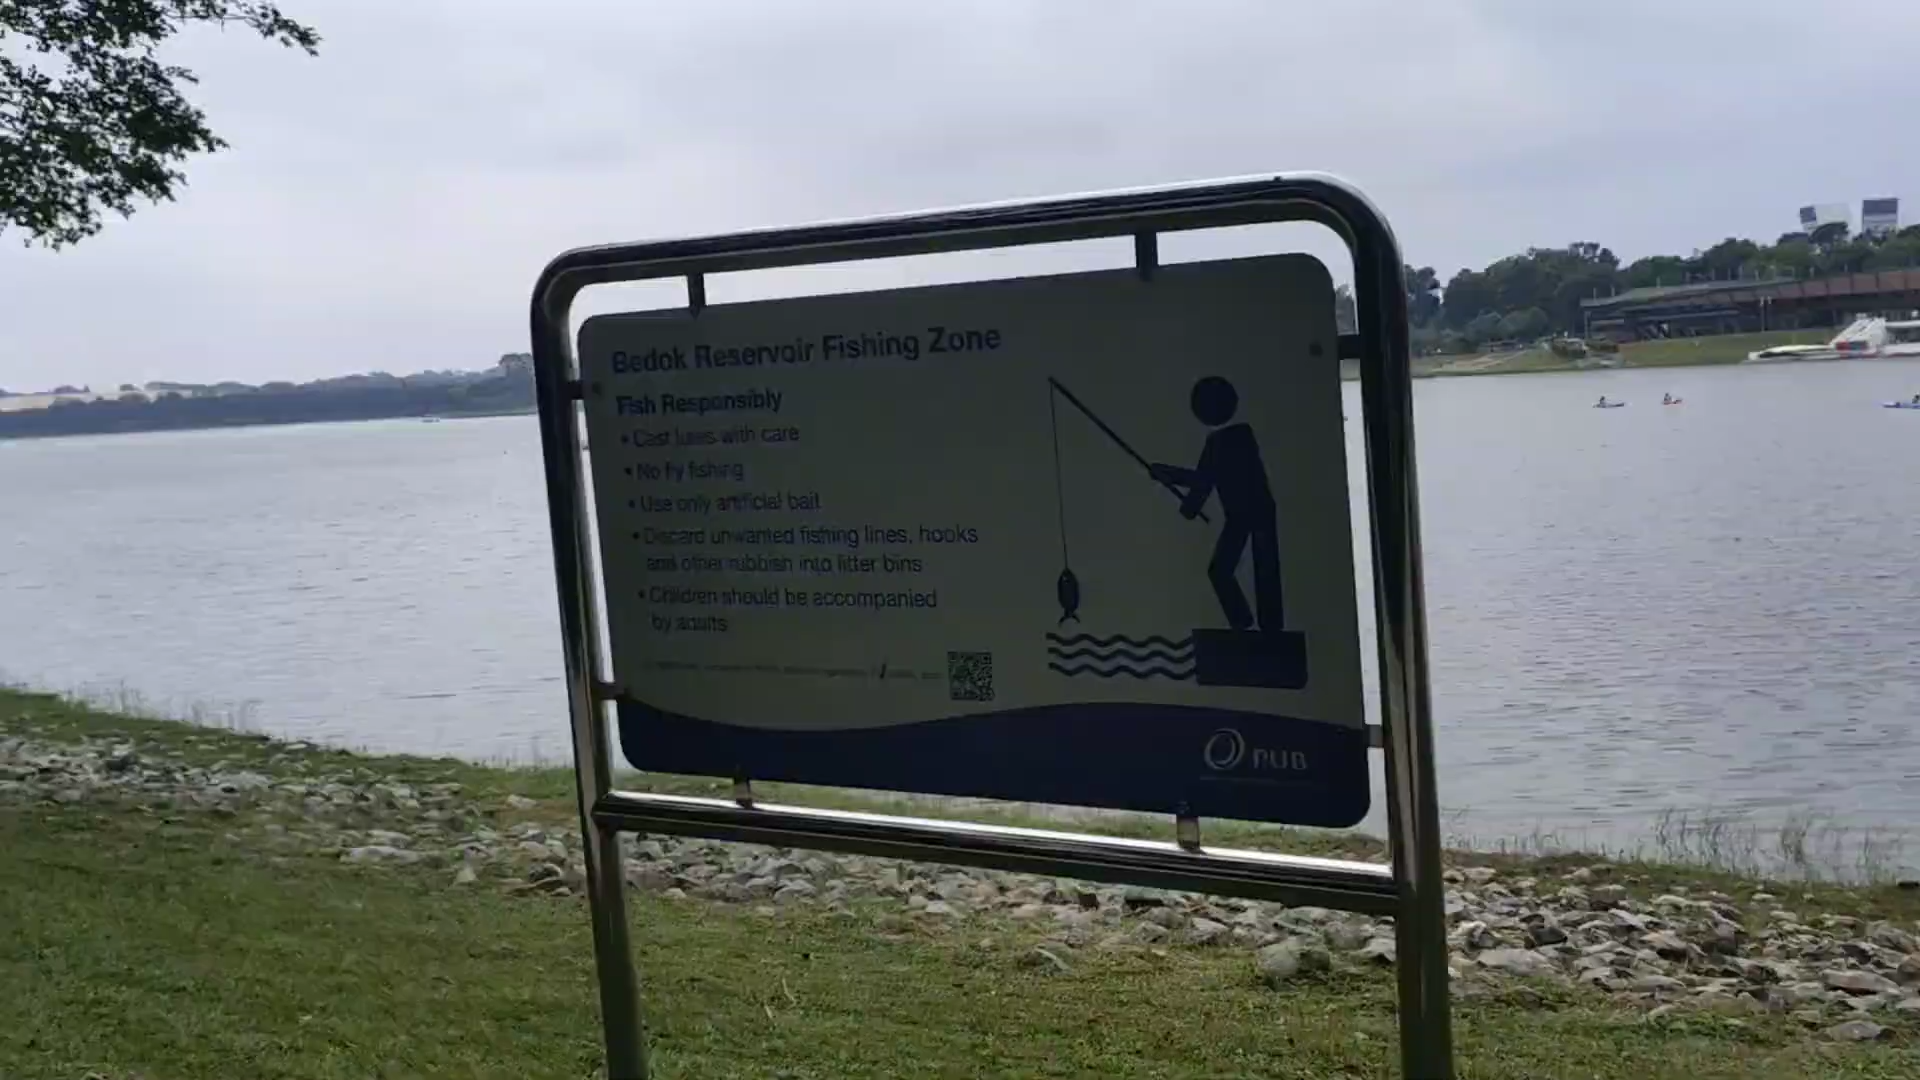 Bedok Reservoir Fishing Zone
Fish Responsibly
• Cast lures with care
• No fly fishing
• Use only artificial bait
• Discard unwanted fishing lines, hooks
and other rubbish into litter bins
• Children should be accompanied
by adults
PUB